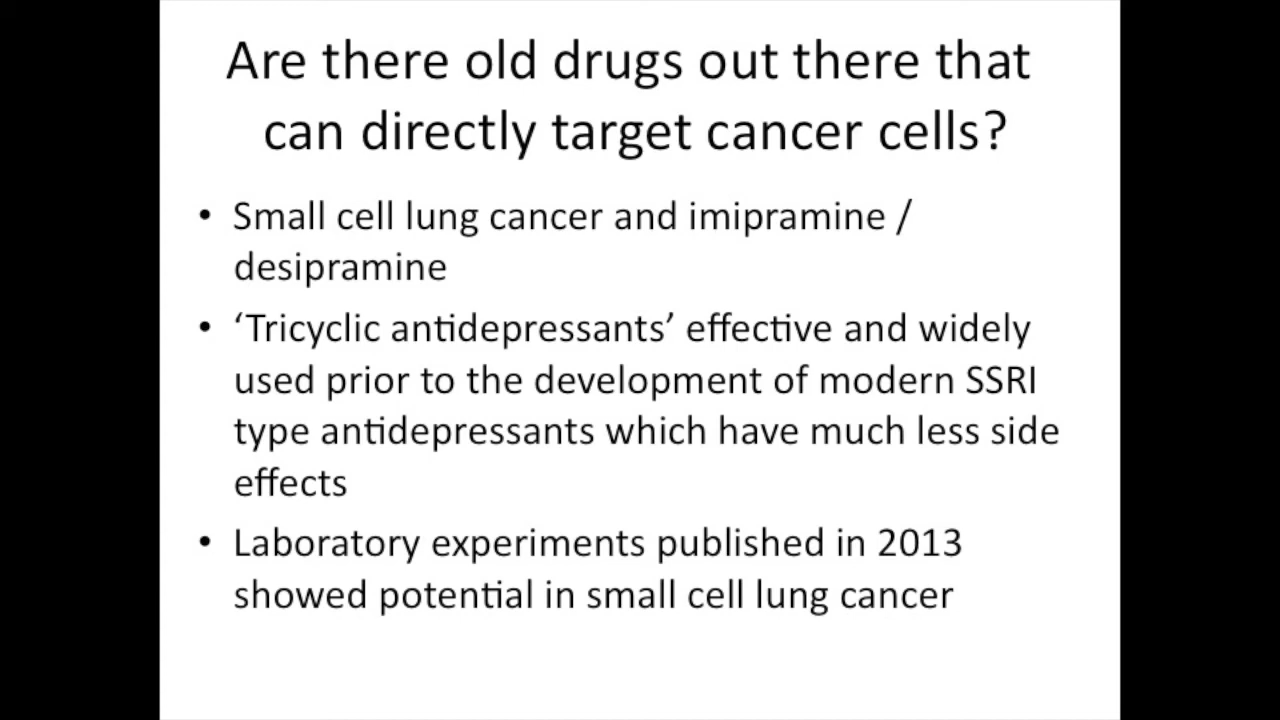 Are there old drugs out there that
can directly target cancer cells?
• Small cell lung cancer and imipramine /
desipramine
• ‘Tricyclic antidepressants’ effective and widely
used prior to the development of modern SSRI
type antidepressants which have much less side
effects
• Laboratory experiments published in 2013
showed potential in small cell lung cancer